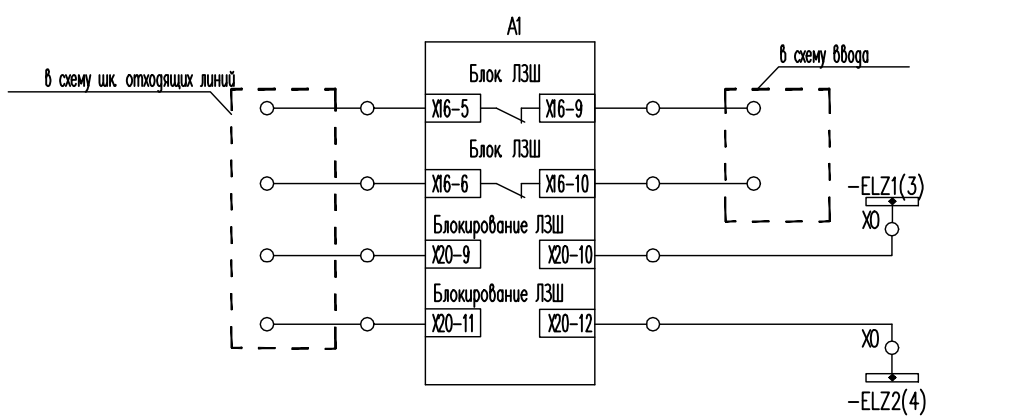 А1
в схему шк. отходящих линий
в схему ввода
Блок ЛЗШ
X16-5 X16-9
Блок ЛЗШ
X16-6 X16-10
-ELZ1(3)
X0
Блокирование ЛЗШ
X20-9 X20-10
Блокирование ЛЗШ
X20-11 X20-12
X0
-ELZ2(4)